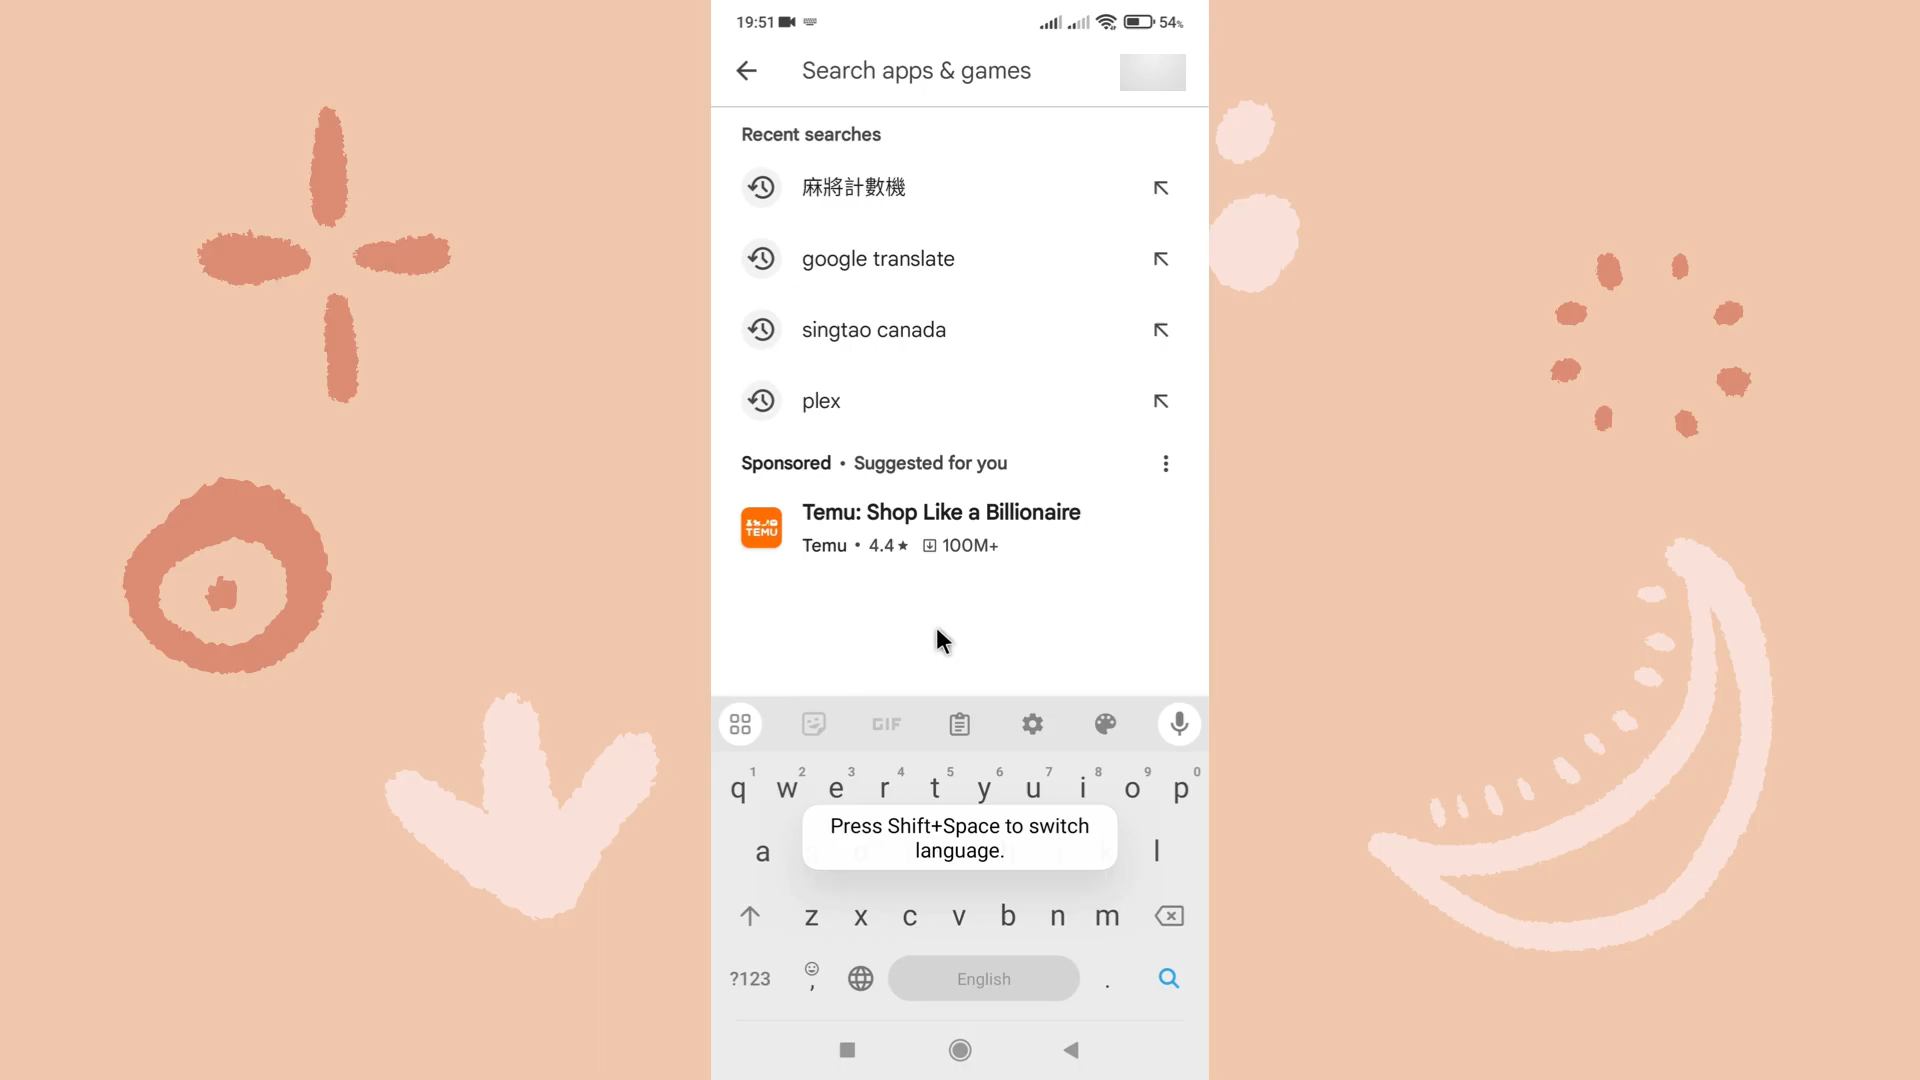 19:51 54%
Search apps & games
Recent searches
麻將計數機
google translate
singtao canada
plex
Sponsored • Suggested for you
Temu: Shop Like a Billionaire
TEMU
Temu • 4.4★ 100M+
GIF
1 2 3 4 5 6 7 8 9 0
q w e r t y u i o p
Press Shift+Space to switch
language.
a l
z x c v b n m
?123 , English .